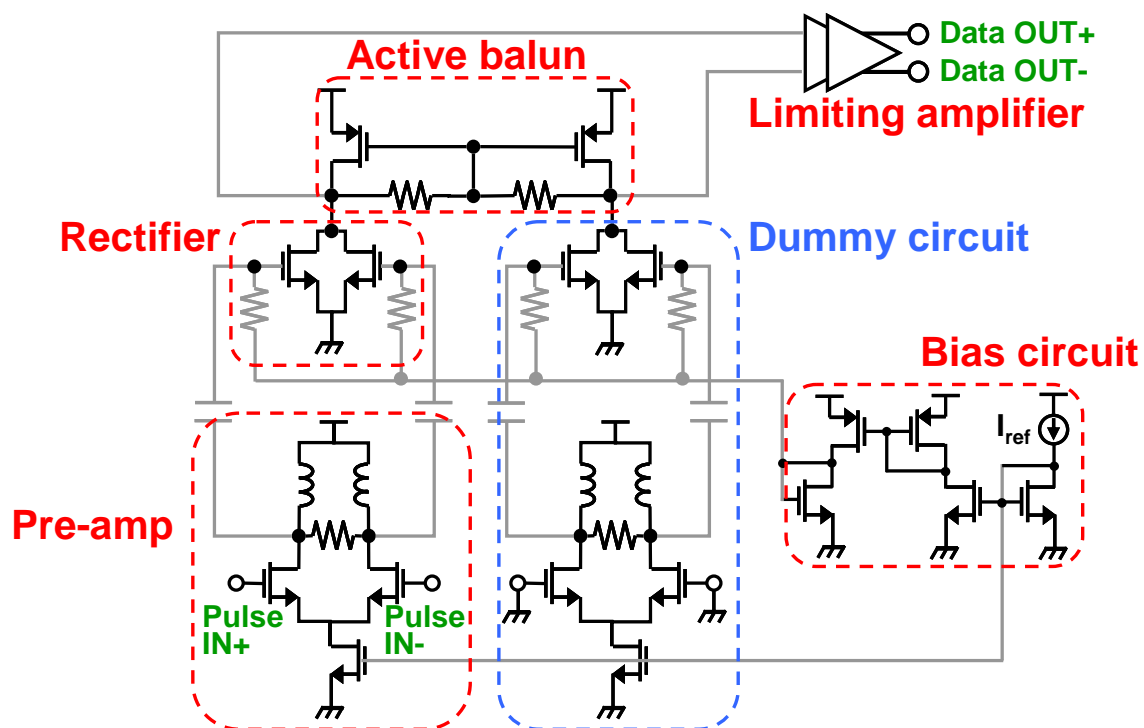 Data OUT+
Active balun
Data OUT-
Limiting amplifier
Rectifier
Dummy circuit
Bias circuit
Iref
Pre-amp
Pulse
IN+
Pulse
IN-